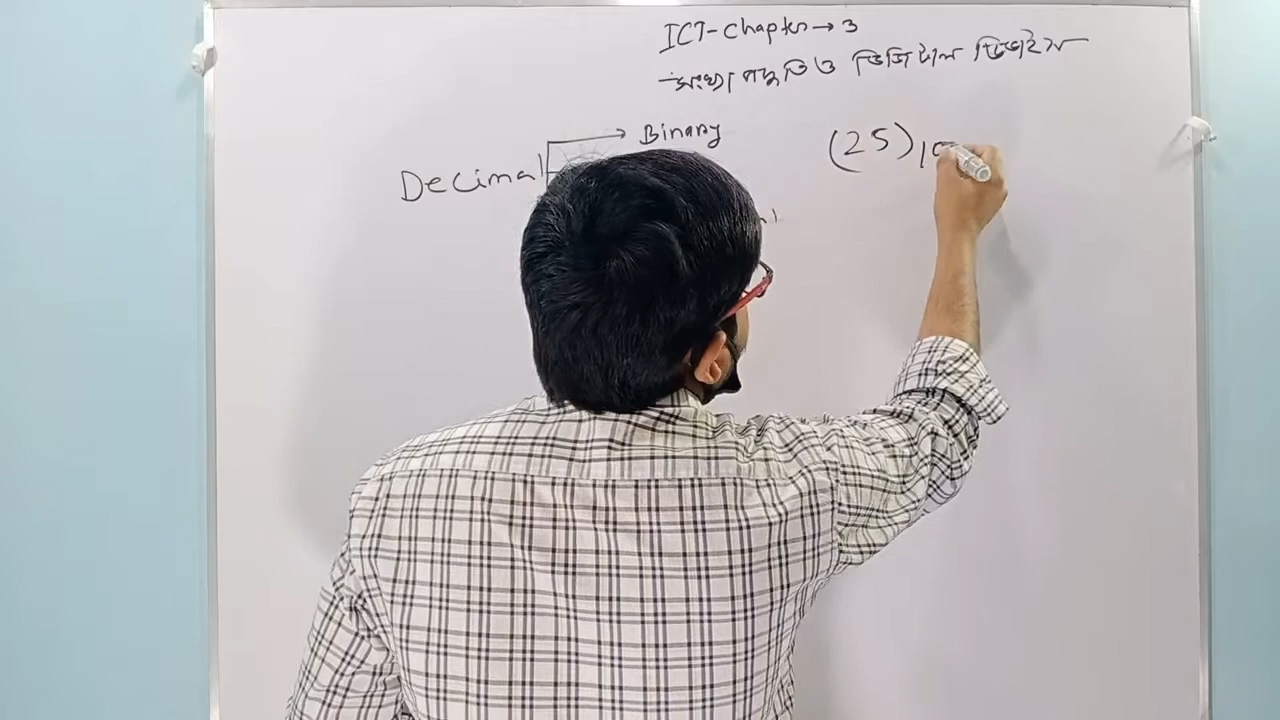 ICT-Chapter→3
সংখ্যা পদ্ধতি ও ডিজিটাল ডিভাইস
Binary
Decimal
(25)10